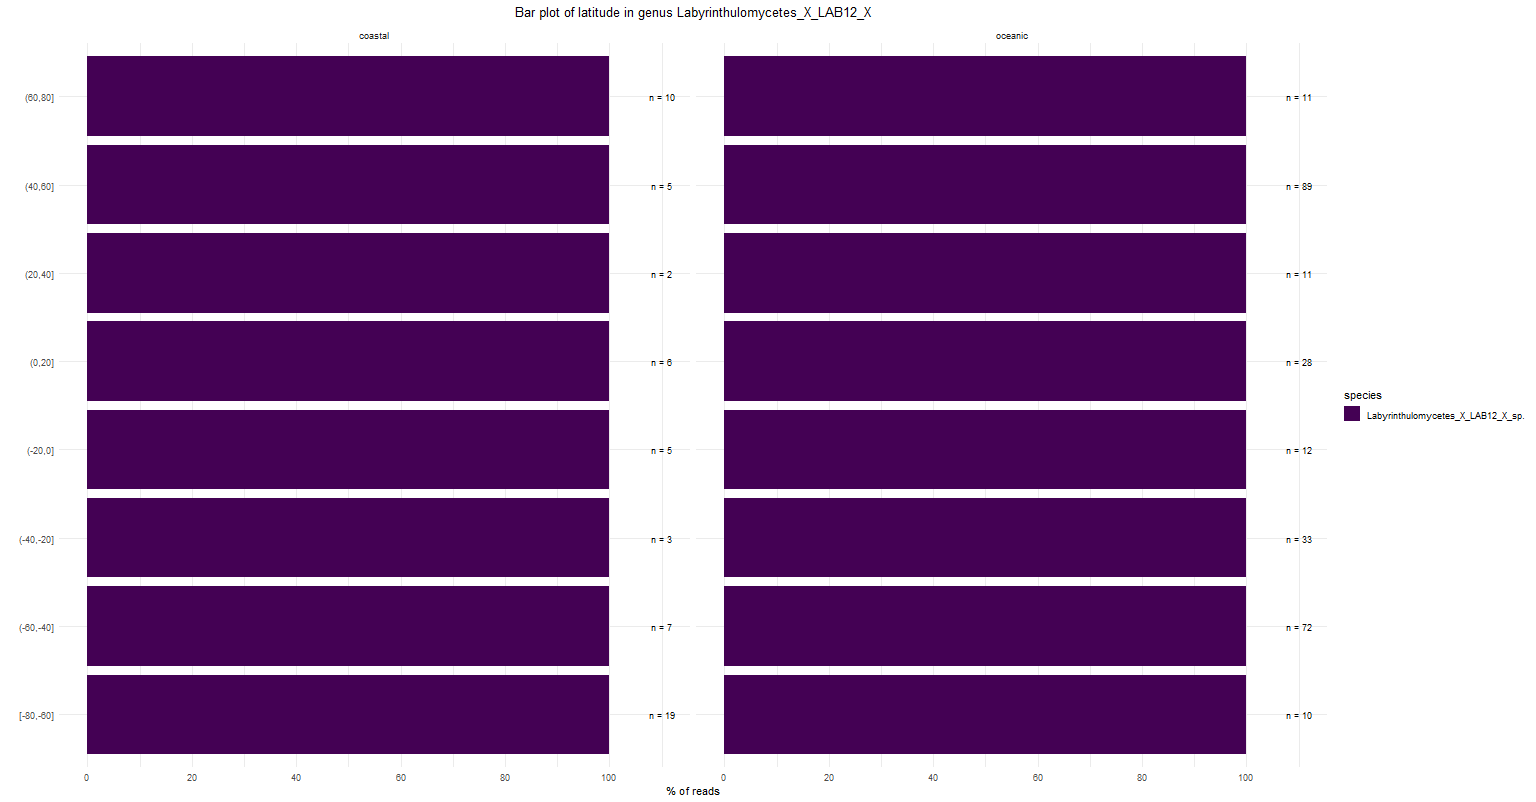 Bar plot of latitude in genus Labyrinthulomycetes_X_LAB12_X
coastal
oceanic
(60,80]
n = 10
n = 11
(40,60]
n = 5
n = 89
(20,40]
n = 2
n = 11
(0,20]
n = 6
n = 28
(-20,0]
n = 5
n = 12
(-40,-20]
n = 3
n = 33
(-60,-40]
n = 7
n = 72
[-80,-60]
n = 19
n = 10
0 20 40 60 80 100
0 20 40 60 80 100
% of reads
species
Labyrinthulomycetes_X_LAB12_X_sp.